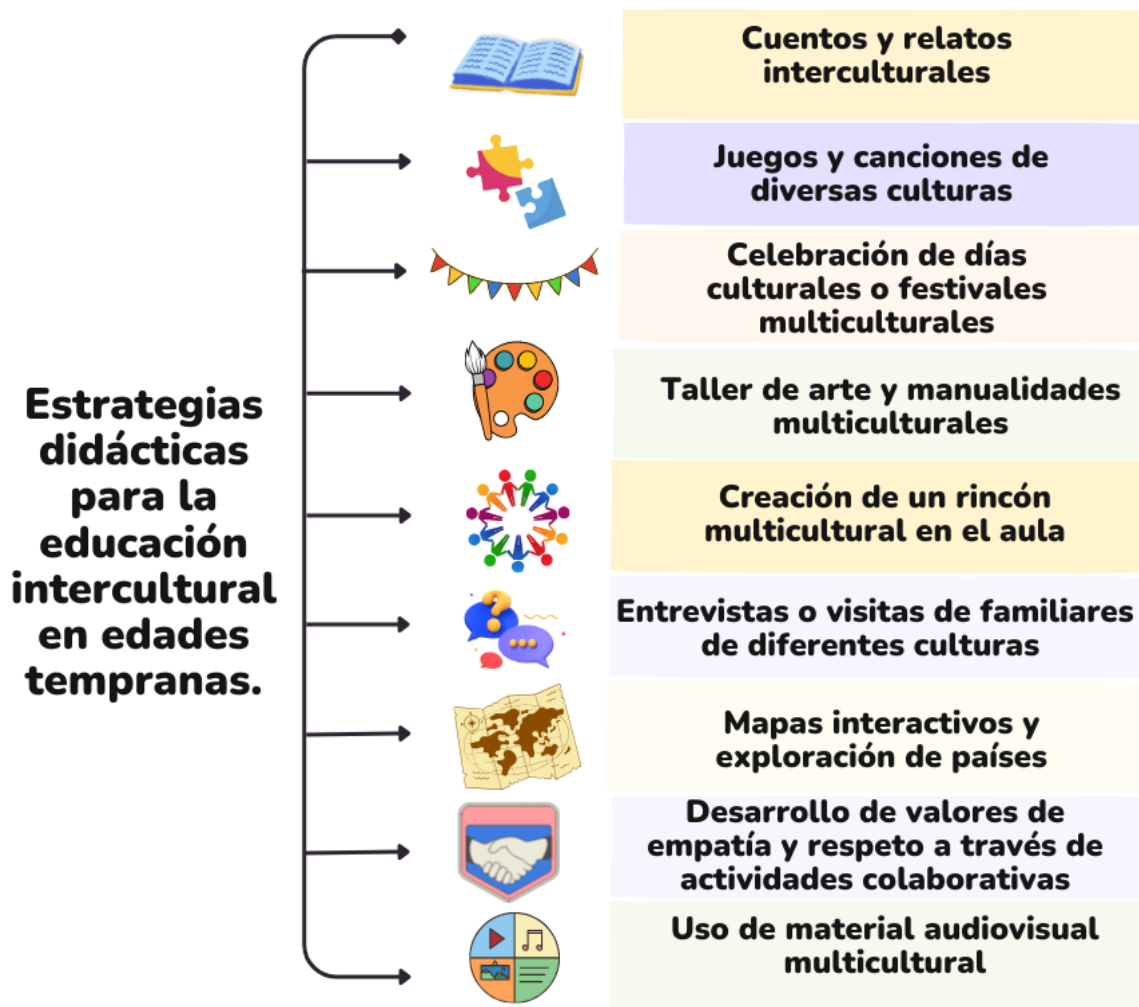 Estrategias
didácticas
para la
educación
intercultural
en edades
tempranas.
Cuentos y relatos
interculturales
Juegos y canciones de
diversas culturas
Celebración de días
culturales o festivales
multiculturales
Taller de arte y manualidades
multiculturales
Creación de un rincón
multicultural en el aula
Entrevistas o visitas de familiares
de diferentes culturas
Mapas interactivos y
exploración de países
Desarrollo de valores de
empatía y respeto a través de
actividades colaborativas
Uso de material audiovisual
multicultural